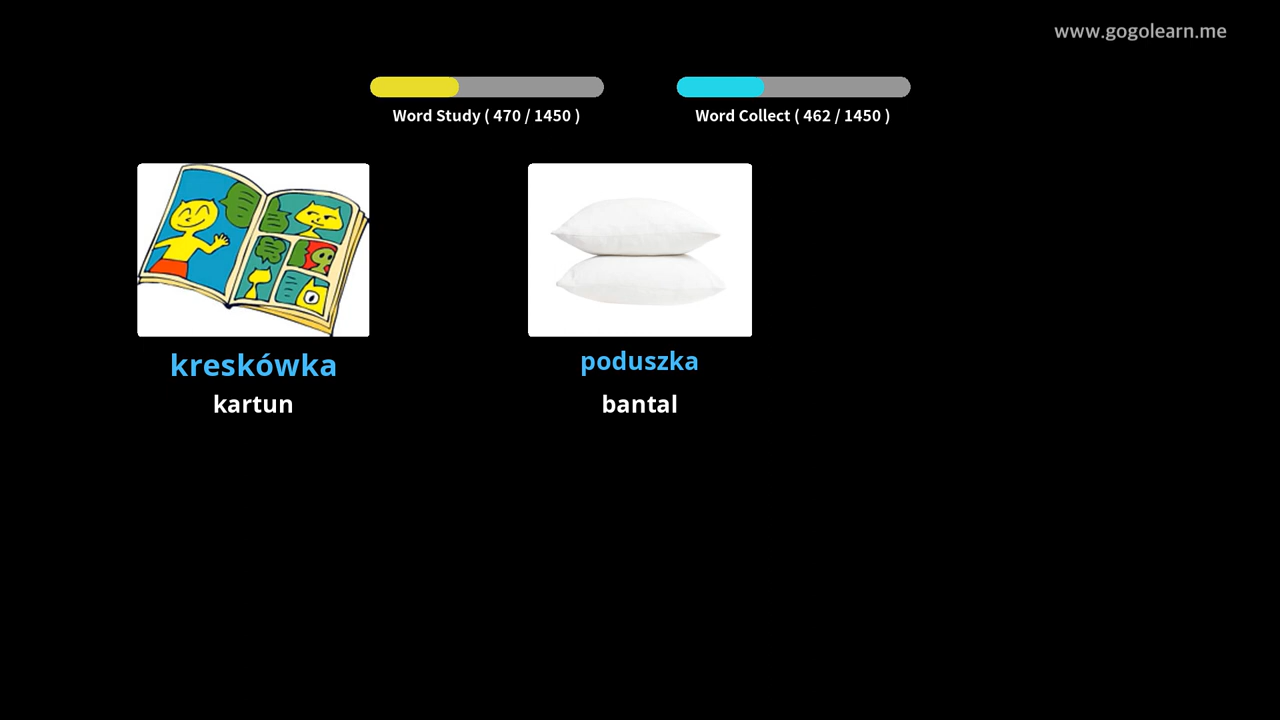 www.gogolearn.me
Word Study ( 470 / 1450 )
Word Collect ( 462 / 1450 )
kreskówka
kartun
poduszka
bantal